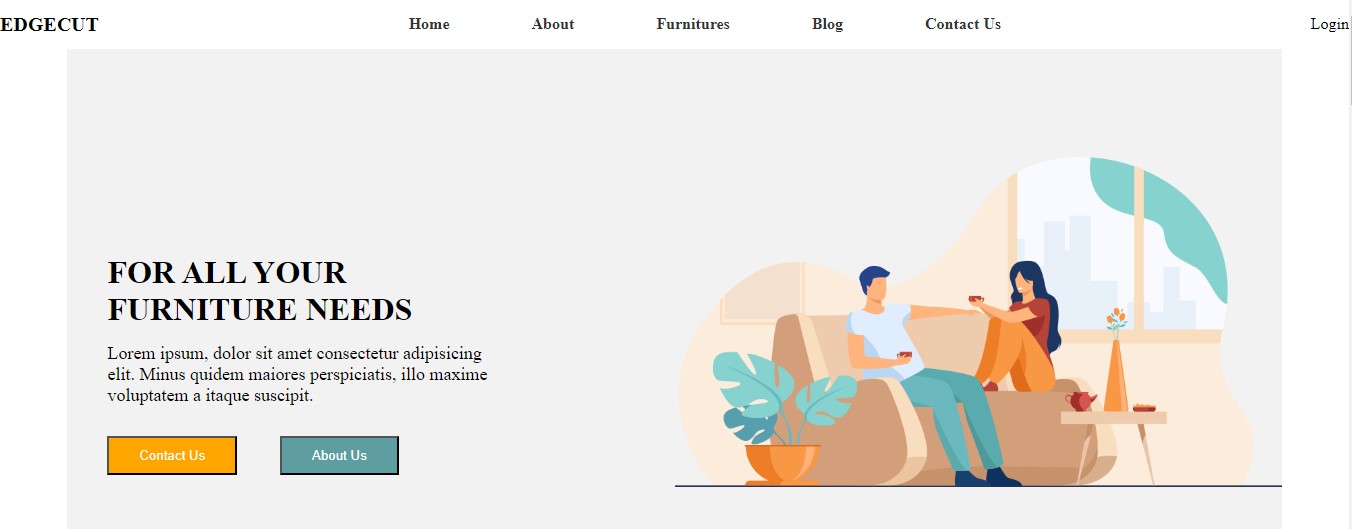 EDGECUT
Home
About
Furnitures
Blog
Contact Us
Login
FOR ALL YOUR
FURNITURE NEEDS
Lorem ipsum, dolor sit amet consectetur adipisicing
elit. Minus quidem maiores perspiciatis, illo maxime
voluptatem a itaque suscipit.
Contact Us
About Us